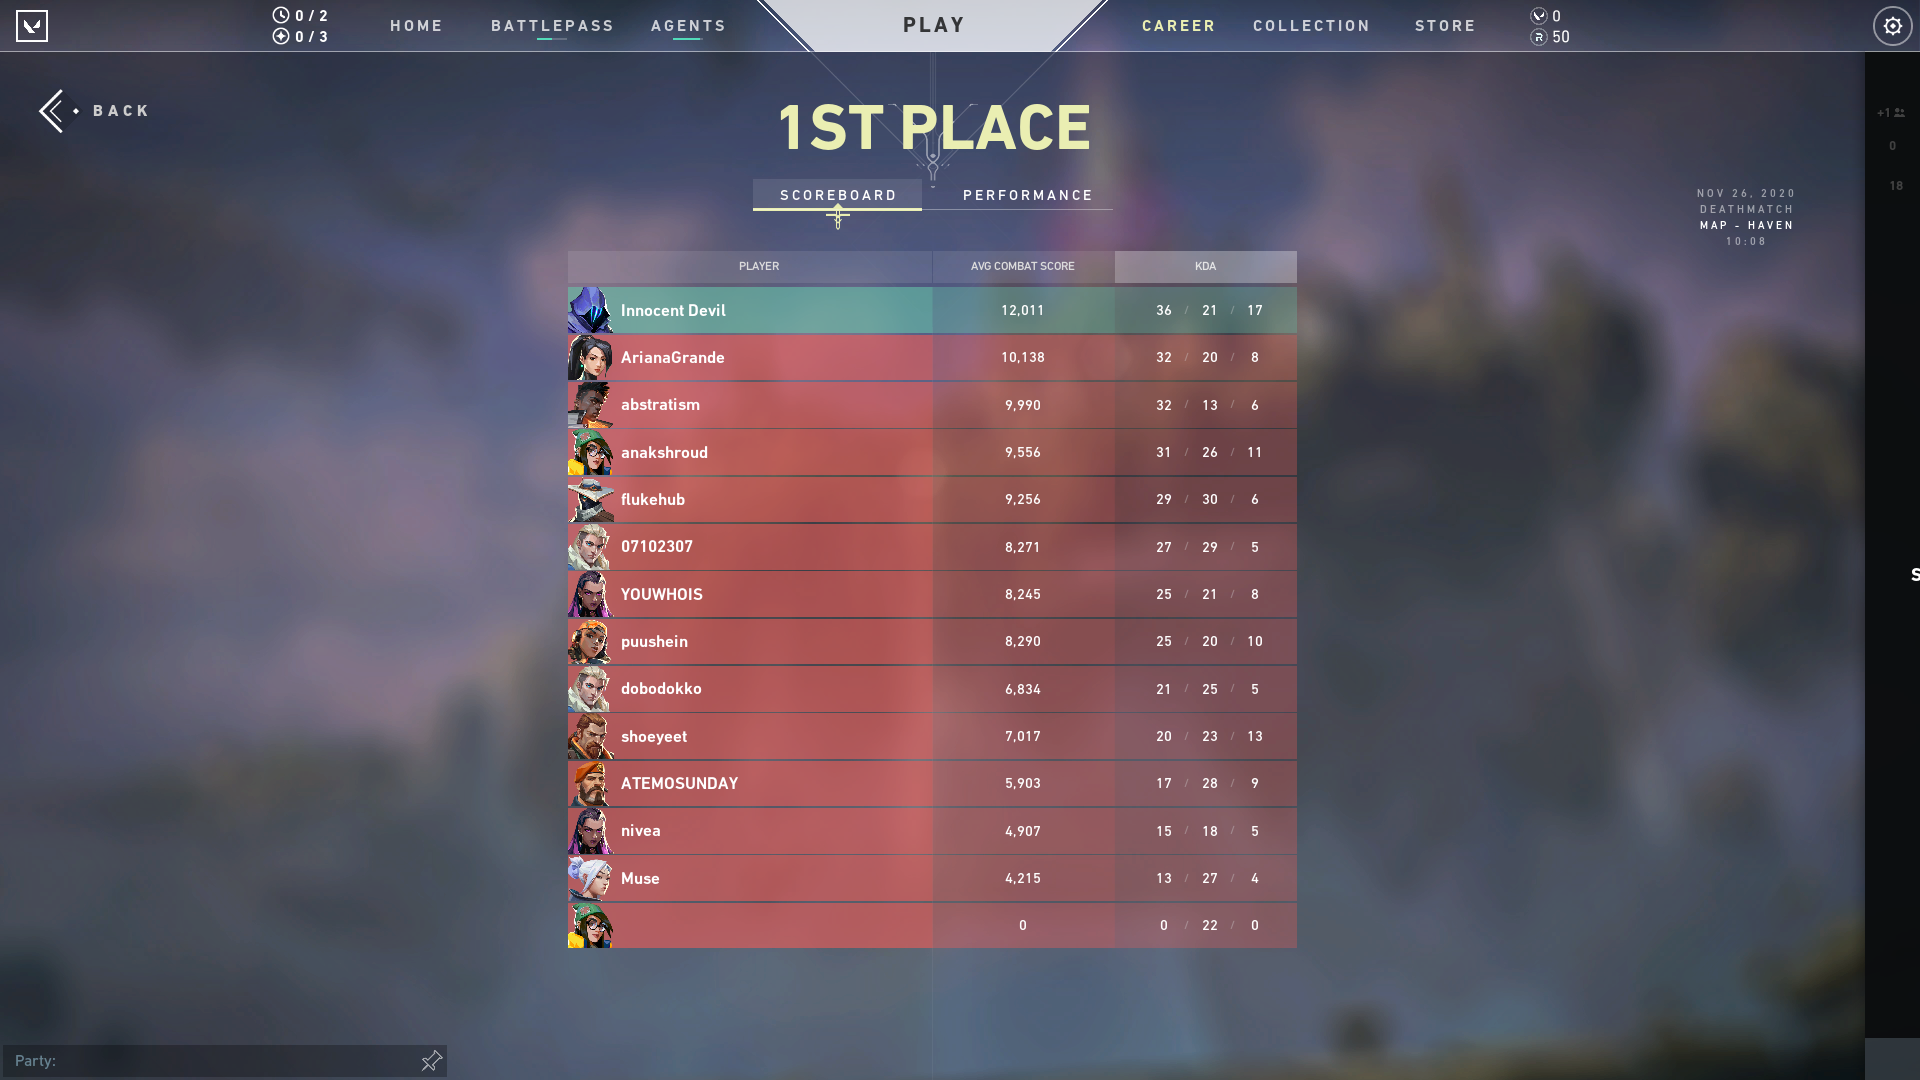 0 / 2
0 / 3
HOME
BATTLEPASS
AGENTS
PLAY
CAREER
COLLECTION
STORE
0
R 50
BACK
1ST PLACE
SCOREBOARD
PERFORMANCE
NOV 26, 2020
DEATHMATCH
MAP - HAVEN
10:08
+1
0
18
PLAYER AVG COMBAT SCORE KDA
Innocent Devil 12,011 36 / 21 / 17
ArianaGrande 10,138 32 / 20 / 8
abstratism 9,990 32 / 13 / 6
anakshroud 9,556 31 / 26 / 11
flukehub 9,256 29 / 30 / 6
07102307 8,271 27 / 29 / 5
YOUWHOIS 8,245 25 / 21 / 8
puushein 8,290 25 / 20 / 10
dobodokko 6,834 21 / 25 / 5
shoeyeet 7,017 20 / 23 / 13
ATEMOSUNDAY 5,903 17 / 28 / 9
nivea 4,907 15 / 18 / 5
Muse 4,215 13 / 27 / 4
0 0 / 22 / 0
Party: